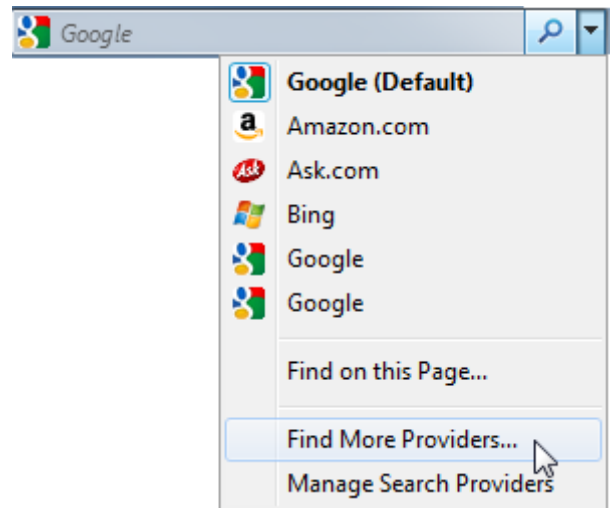 Google
Google (Default)
Amazon.com
Ask.com
Bing
Google
Google
Find on this Page...
Find More Providers...
Manage Search Providers